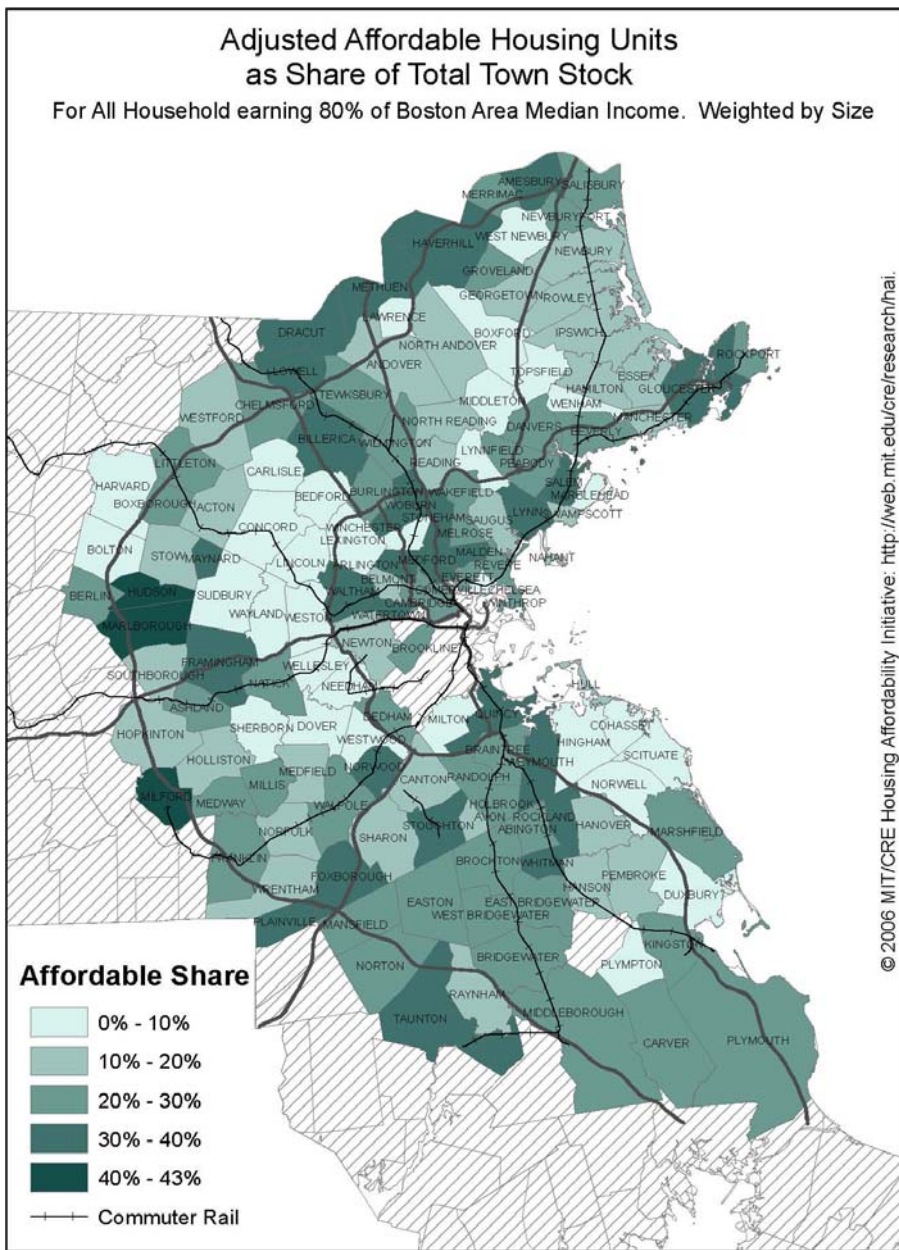 Adjusted Affordable Housing Units
as Share of Total Town Stock
For All Household earning 80% of Boston Area Median Income.  Weighted by Size
AMESBURY
SALISBURY
MERRIMAC
NEWBURYFORT
WEST NEWBURY
HAVERHILL
NEWBURY
GROVELAND
METHUEN
GEORGETOWN
ROWLEY
LAWRENCE
DRACUT
BOXFORD
IPSWICH
NORTH ANDOVER
ROCKPORT
ANDOVER
TOPSFIELD
ESSEX
LOWELL
HAMILTON
GLOUCESTER
TEWKSBURY
MIDDLETON
WENHAM
CHELMSFORD
WESTFORD
NORTH READING
DANVERS
MANCHESTER
BEVERLY
BILLERICA
WILMINGTON
LYNNFIELD
LITTLETON
READING
PEABODY
CARLISLE
SALEM
HARVARD
BEDFORD
BURLINGTON
WAKEFIELD
MARBLEHEAD
BOXBOROUGH
ACTON
WOBURN
STONEHAM
LYNN
SWAMPSCOTT
CONCORD
WINCHESTER
SAUGUS
LEXINGTON
MELROSE
BOLTON
STOW
MAYNARD
LINCOLN
ARLINGTON
MEDFORD
MALDEN
NAHANT
REVERE
BELMONT
EVERETT
BERLIN
HUDSON
SUDBURY
WALTHAM
SOMERVILLE
CHELSEA
WAYLAND
WESTON
CAMBRIDGE
WINTHROP
MARLBOROUGH
WATERTOWN
NEWTON
BROOKLINE
FRAMINGHAM
WELLESLEY
SOUTHBOROUGH
NATICK
NEEDHAM
ASHLAND
HULL
DEDHAM
MILTON
QUINCY
SHERBORN
DOVER
COHASSET
HOPKINTON
WESTWOOD
HINGHAM
BRAINTREE
SCITUATE
HOLLISTON
WEYMOUTH
MEDFIELD
NORWOOD
CANTON
RANDOLPH
MILLIS
NORWELL
MILFORD
MEDWAY
WALPOLE
HOLBROOK
AVON
ROCKLAND
STOUGHTON
ABINGTON
HANOVER
MARSHFIELD
NORFOLK
SHARON
FRANKLIN
BROCKTON
WHITMAN
FOXBOROUGH
PEMBROKE
HANSON
WRENTHAM
DUXBURY
EASTON
EAST BRIDGEWATER
WEST BRIDGEWATER
PLAINVILLE
MANSFIELD
KINGSTON
BRIDGEWATER
NORTON
PLYMPTON
RAYNHAM
TAUNTON
MIDDLEBOROUGH
CARVER
PLYMOUTH
Affordable Share
0% - 10%
10% - 20%
20% - 30%
30% - 40%
40% - 43%
Commuter Rail
© 2006 MIT/CRE Housing Affordability Initiative: http://web.mit.edu/cre/research/hai.